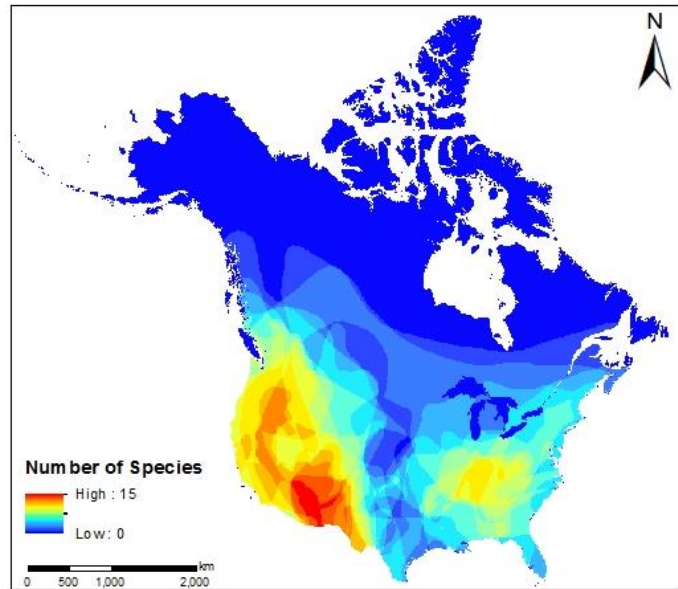 N
Number of Species
High : 15
Low: 0
km
0 500 1,000 2,000